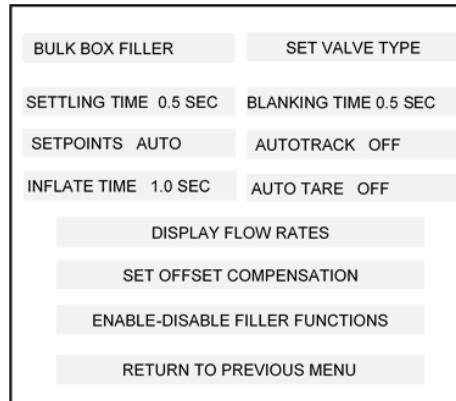 BULK BOX FILLER
SET VALVE TYPE
SETTLING TIME 0.5 SEC
BLANKING TIME 0.5 SEC
SETPOINTS AUTO
AUTOTRACK OFF
INFLATE TIME 1.0 SEC
AUTO TARE OFF
DISPLAY FLOW RATES
SET OFFSET COMPENSATION
ENABLE-DISABLE FILLER FUNCTIONS
RETURN TO PREVIOUS MENU